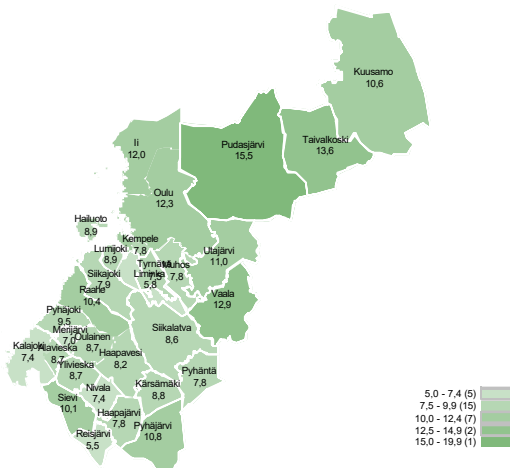 Kuusamo
10,6
Taivalkoski
13,6
Pudasjärvi
15,5
Ii
12,0
Oulu
12,3
Hailuoto
8,9
Kempele
7,8
Lumijoki
8,9
Tyrnävä
7,5
Muhos
7,8
Utajärvi
11,0
Liminka
5,8
Siikajoki
7,9
Raahe
10,4
Vaala
12,9
Pyhäjoki
9,5
Merijärvi
7,0
Oulainen
8,7
Siikalatva
8,6
Kalajoki
7,4
Alavieska
8,7
Haapavesi
8,2
Ylivieska
8,7
Pyhäntä
7,8
Nivala
7,4
Kärsämäki
8,8
Sievi
10,1
Haapajärvi
7,8
Reisjärvi
5,5
Pyhäjärvi
10,8
5,0 - 7,4 (5)
7,5 - 9,9 (15)
10,0 - 12,4 (7)
12,5 - 14,9 (2)
15,0 - 19,9 (1)